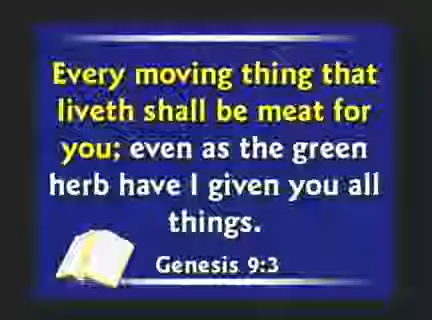 Every moving thing that
liveth shall be meat for
you; even as the green
herb have I given you all
things.
Genesis 9:3